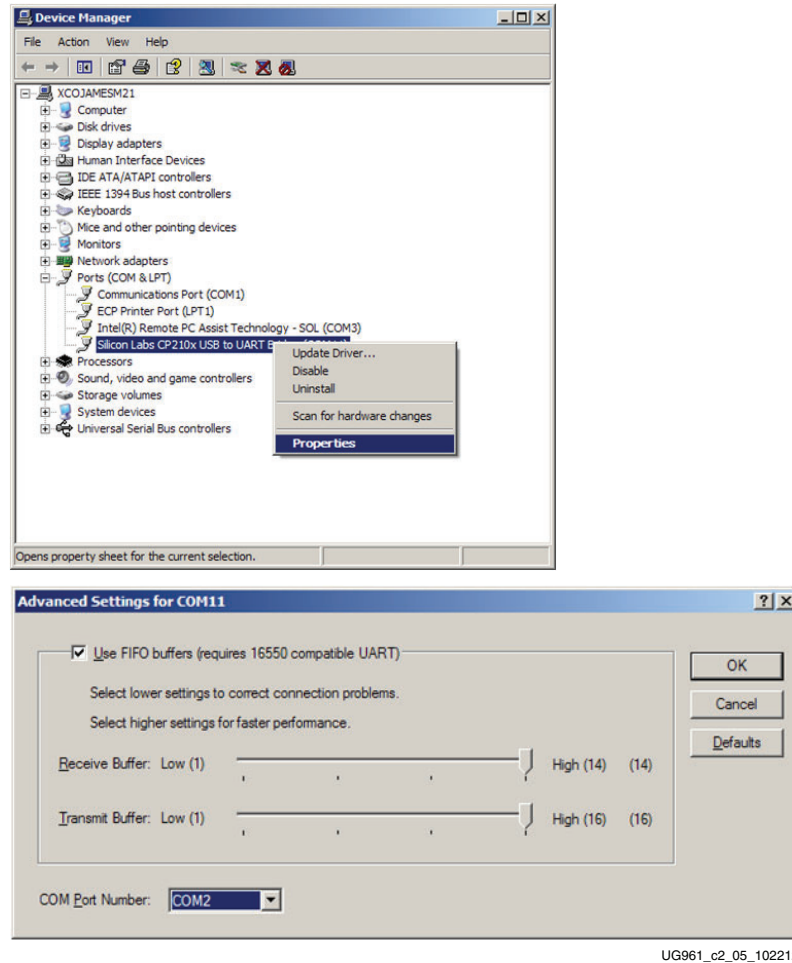 Device Manager
File Action View Help
XCOJAMESM21
Computer
Disk drives
Display adapters
Human Interface Devices
IDE ATA/ATAPI controllers
IEEE 1394 Bus host controllers
Keyboards
Mice and other pointing devices
Monitors
Network adapters
Ports (COM & LPT)
Communications Port (COM1)
ECP Printer Port (LPT1)
Intel(R) Remote PC Assist Technology - SOL (COM3)
Silicon Labs CP210x USB to UART
Processors
Sound, video and game controllers
Storage volumes
System devices
Universal Serial Bus controllers
Update Driver...
Disable
Uninstall
Scan for hardware changes
Properties
Opens property sheet for the current selection.
Advanced Settings for COM11
Use FIFO buffers (requires 16550 compatible UART)
Select lower settings to correct connection problems.
Select higher settings for faster performance.
Receive Buffer: Low (1) High (14) (14)
Transmit Buffer: Low (1) High (16) (16)
COM Port Number: COM2
OK
Cancel
Defaults
UG961_c2_05_10221